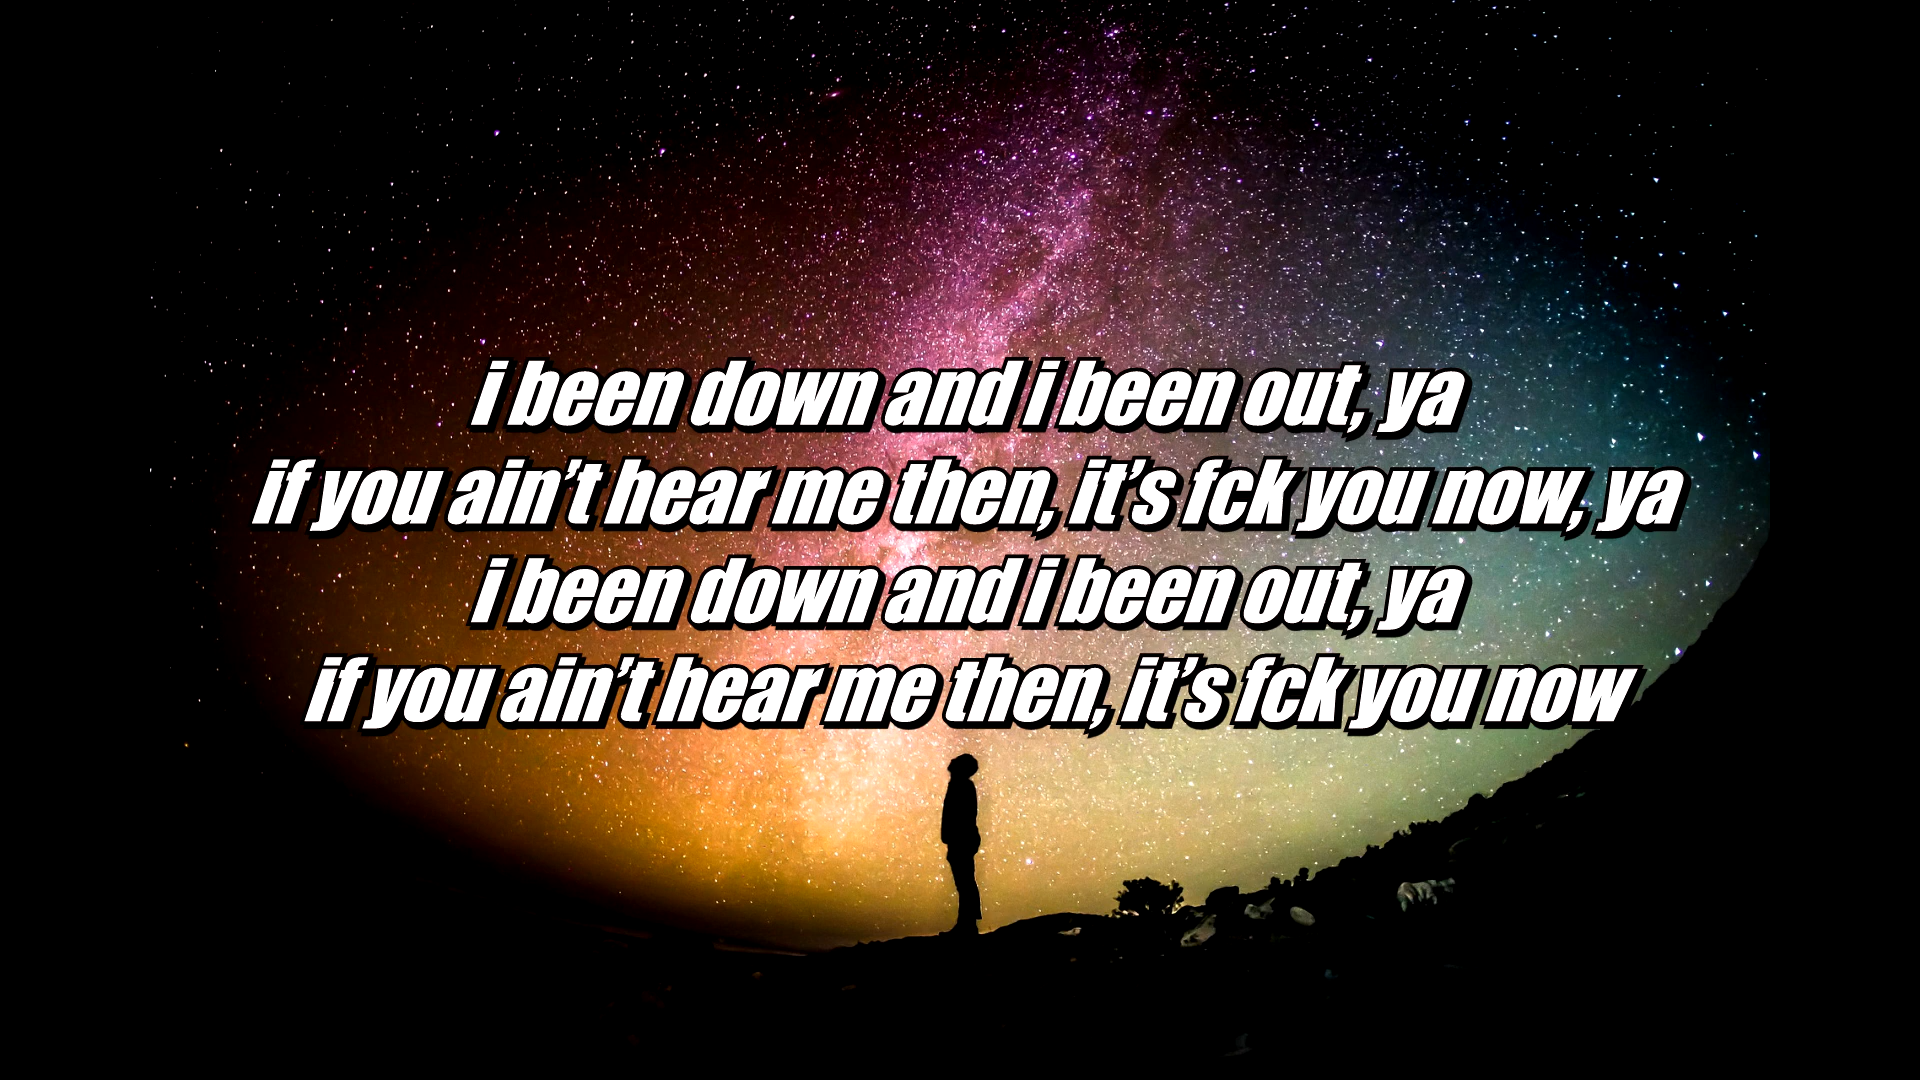 i been down and i been out, ya
if you ain’t hear me then, it’s fck you now, ya
i been down and i been out, ya
if you ain’t hear me then, it’s fck you now